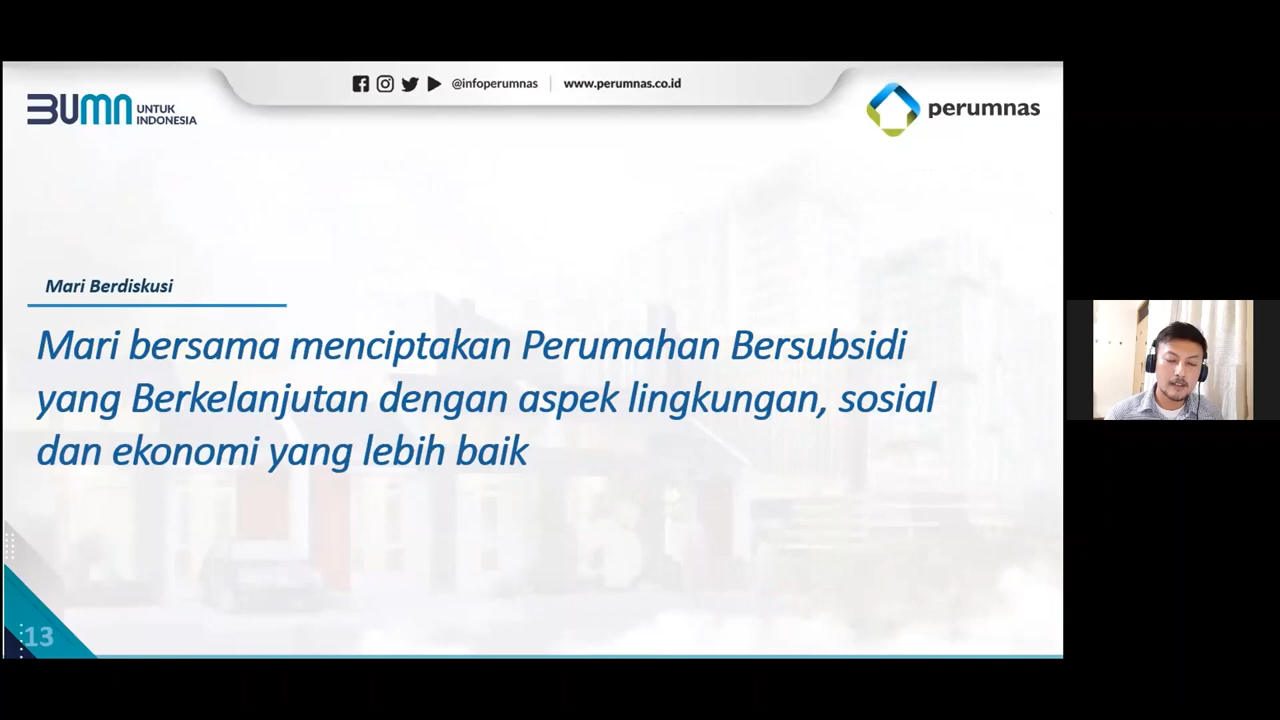 BUMN UNTUK
INDONESIA
@infoperumnas
www.perumnas.co.id
perumnas
Mari Berdiskusi
Mari bersama menciptakan Perumahan Bersubsidi
yang Berkelanjutan dengan aspek lingkungan, sosial
dan ekonomi yang lebih baik
13